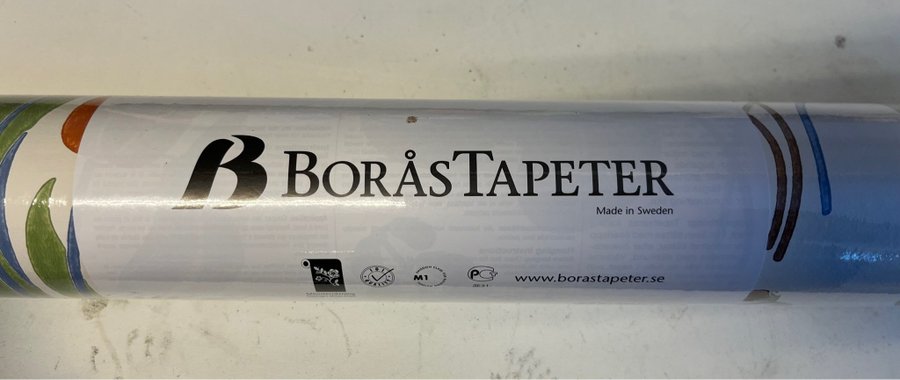 B BORÅSTAPETER
Made in Sweden
M1
www.borastapeter.se